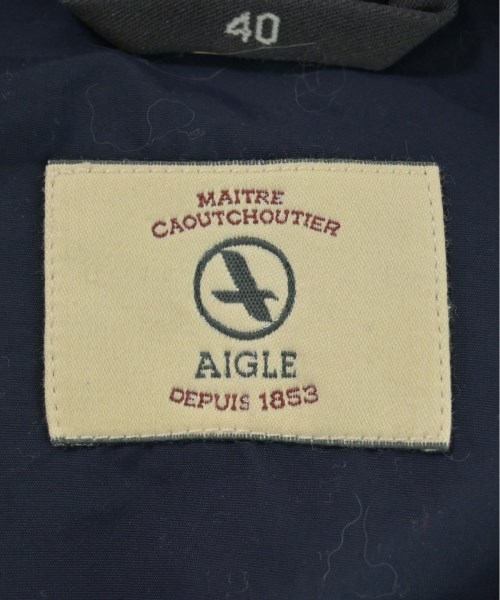 40
MAITRE
CAOUTCHOUTIER
AIGLE
DEPUIS 1853